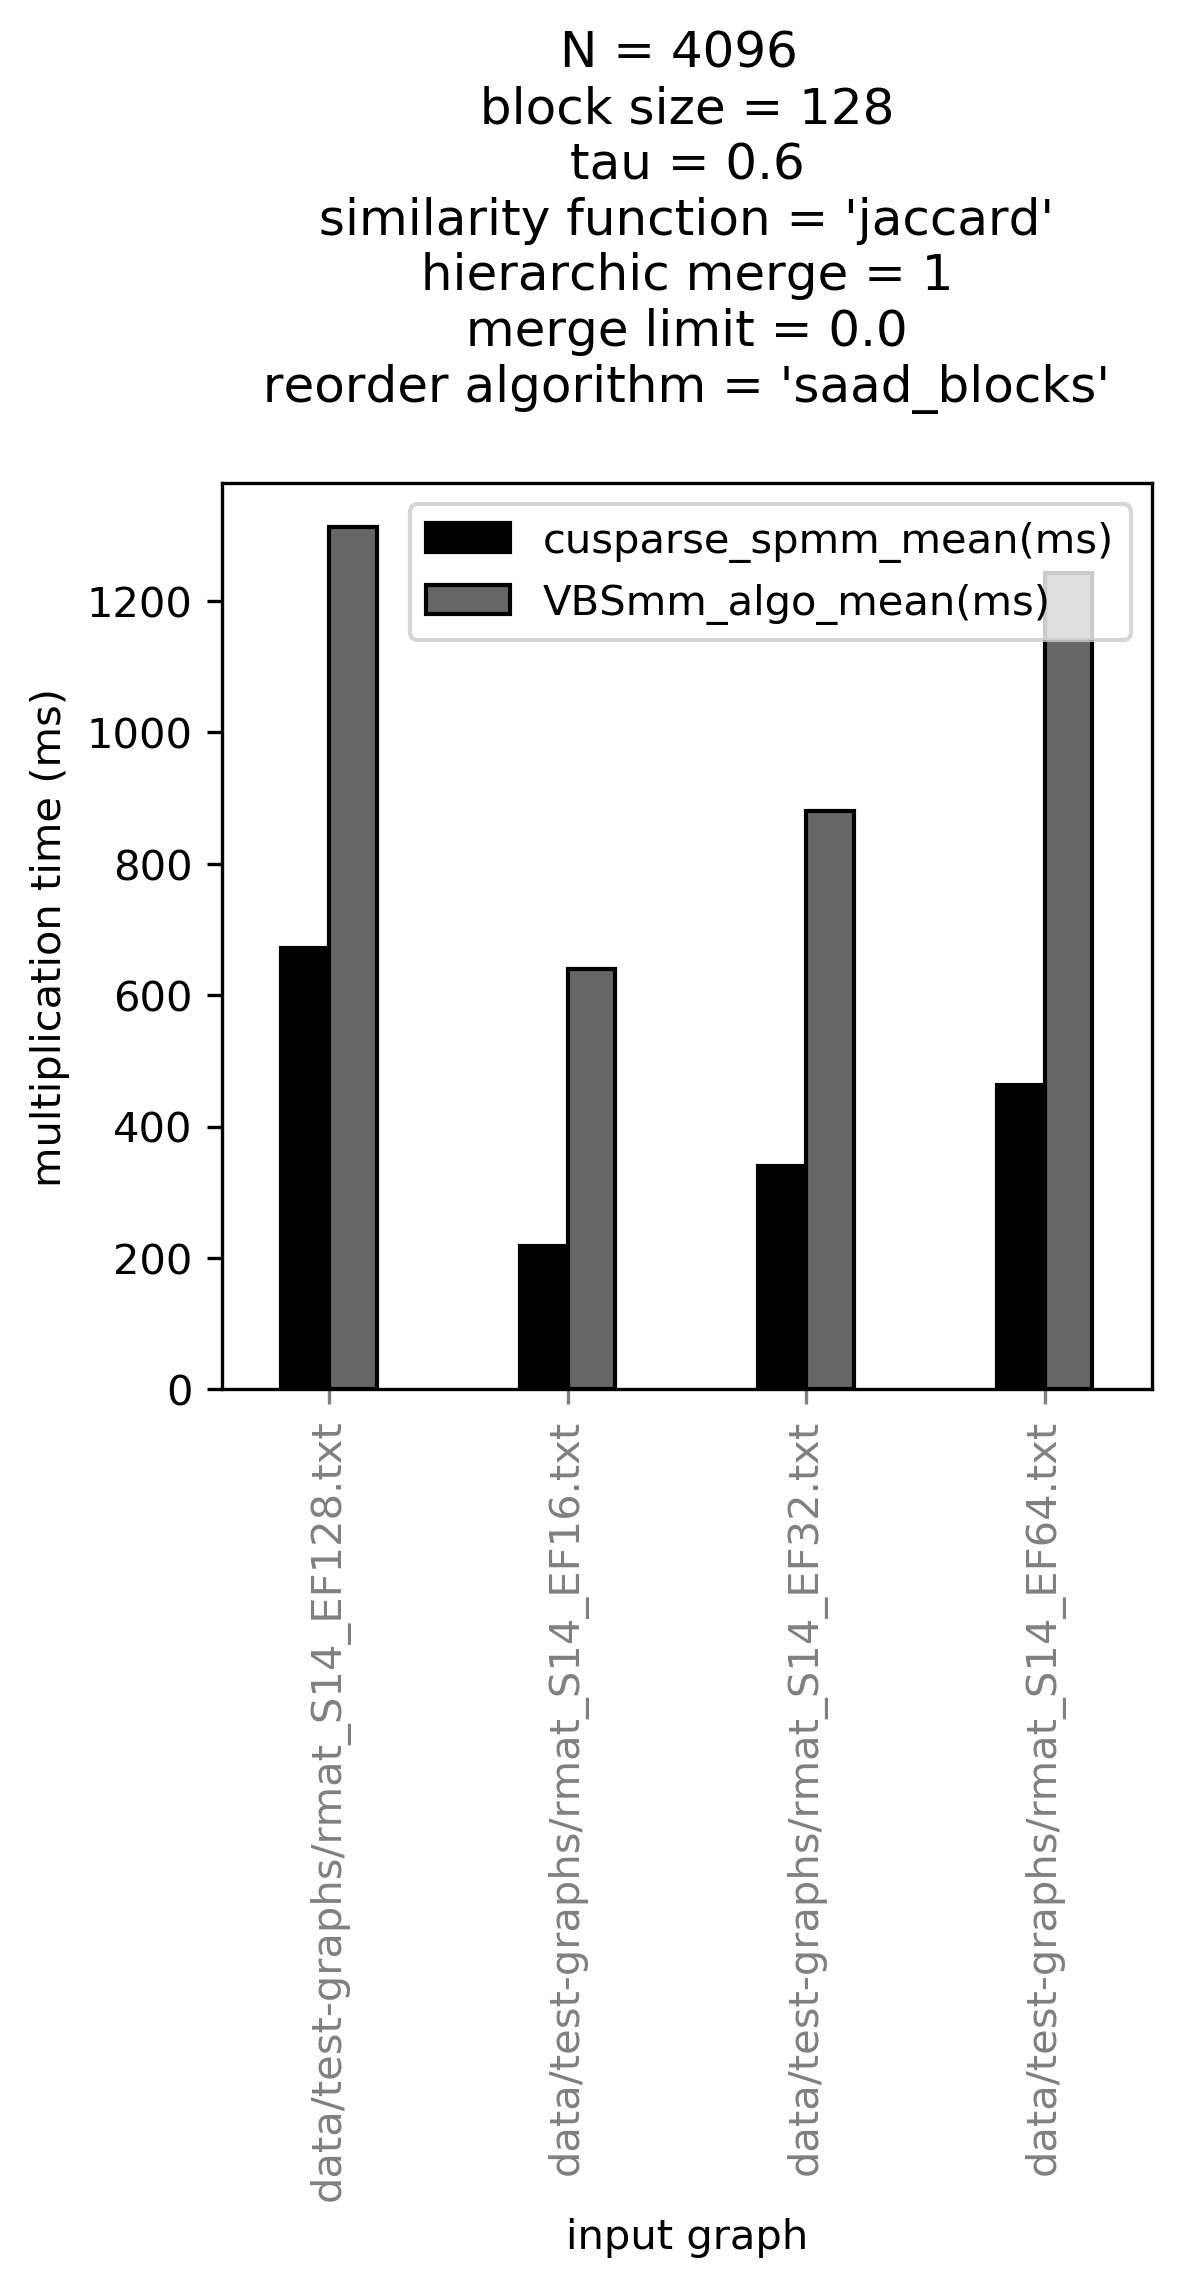 N = 4096
block size = 128
tau = 0.6
similarity function = 'jaccard'
hierarchic merge = 1
merge limit = 0.0
reorder algorithm = 'saad_blocks'
cusparse_spmm_mean(ms)
VBSmm_algo_mean(ms)
multiplication time (ms)
1200
1000
800
600
400
200
0
data/test-graphs/rmat_S14_EF128.txt
data/test-graphs/rmat_S14_EF16.txt
data/test-graphs/rmat_S14_EF32.txt
data/test-graphs/rmat_S14_EF64.txt
input graph